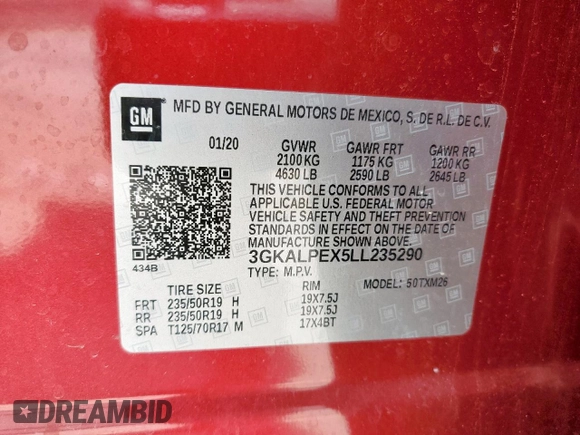 GM MFD BY GENERAL MOTORS DE MEXICO, S. DE R.L. DE C.V.
01/20 GVWR GAWR FRT GAWR RR
2100 KG 1175 KG 1200 KG
4630 LB 2590 LB 2645 LB
THIS VEHICLE CONFORMS TO ALL
APPLICABLE U.S. FEDERAL MOTOR
VEHICLE SAFETY AND THEFT PREVENTION
STANDARDS IN EFFECT ON THE DATE OF
MANUFACTURE SHOWN ABOVE.
3GKALPEX5LL235290
434B TYPE: M.P.V.
TIRE SIZE RIM MODEL: 50TXM26
FRT 235/50R19 H 19X7.5J
RR 235/50R19 H 19X7.5J
SPA T125/70R17 M 17X4BT
DREAMBID